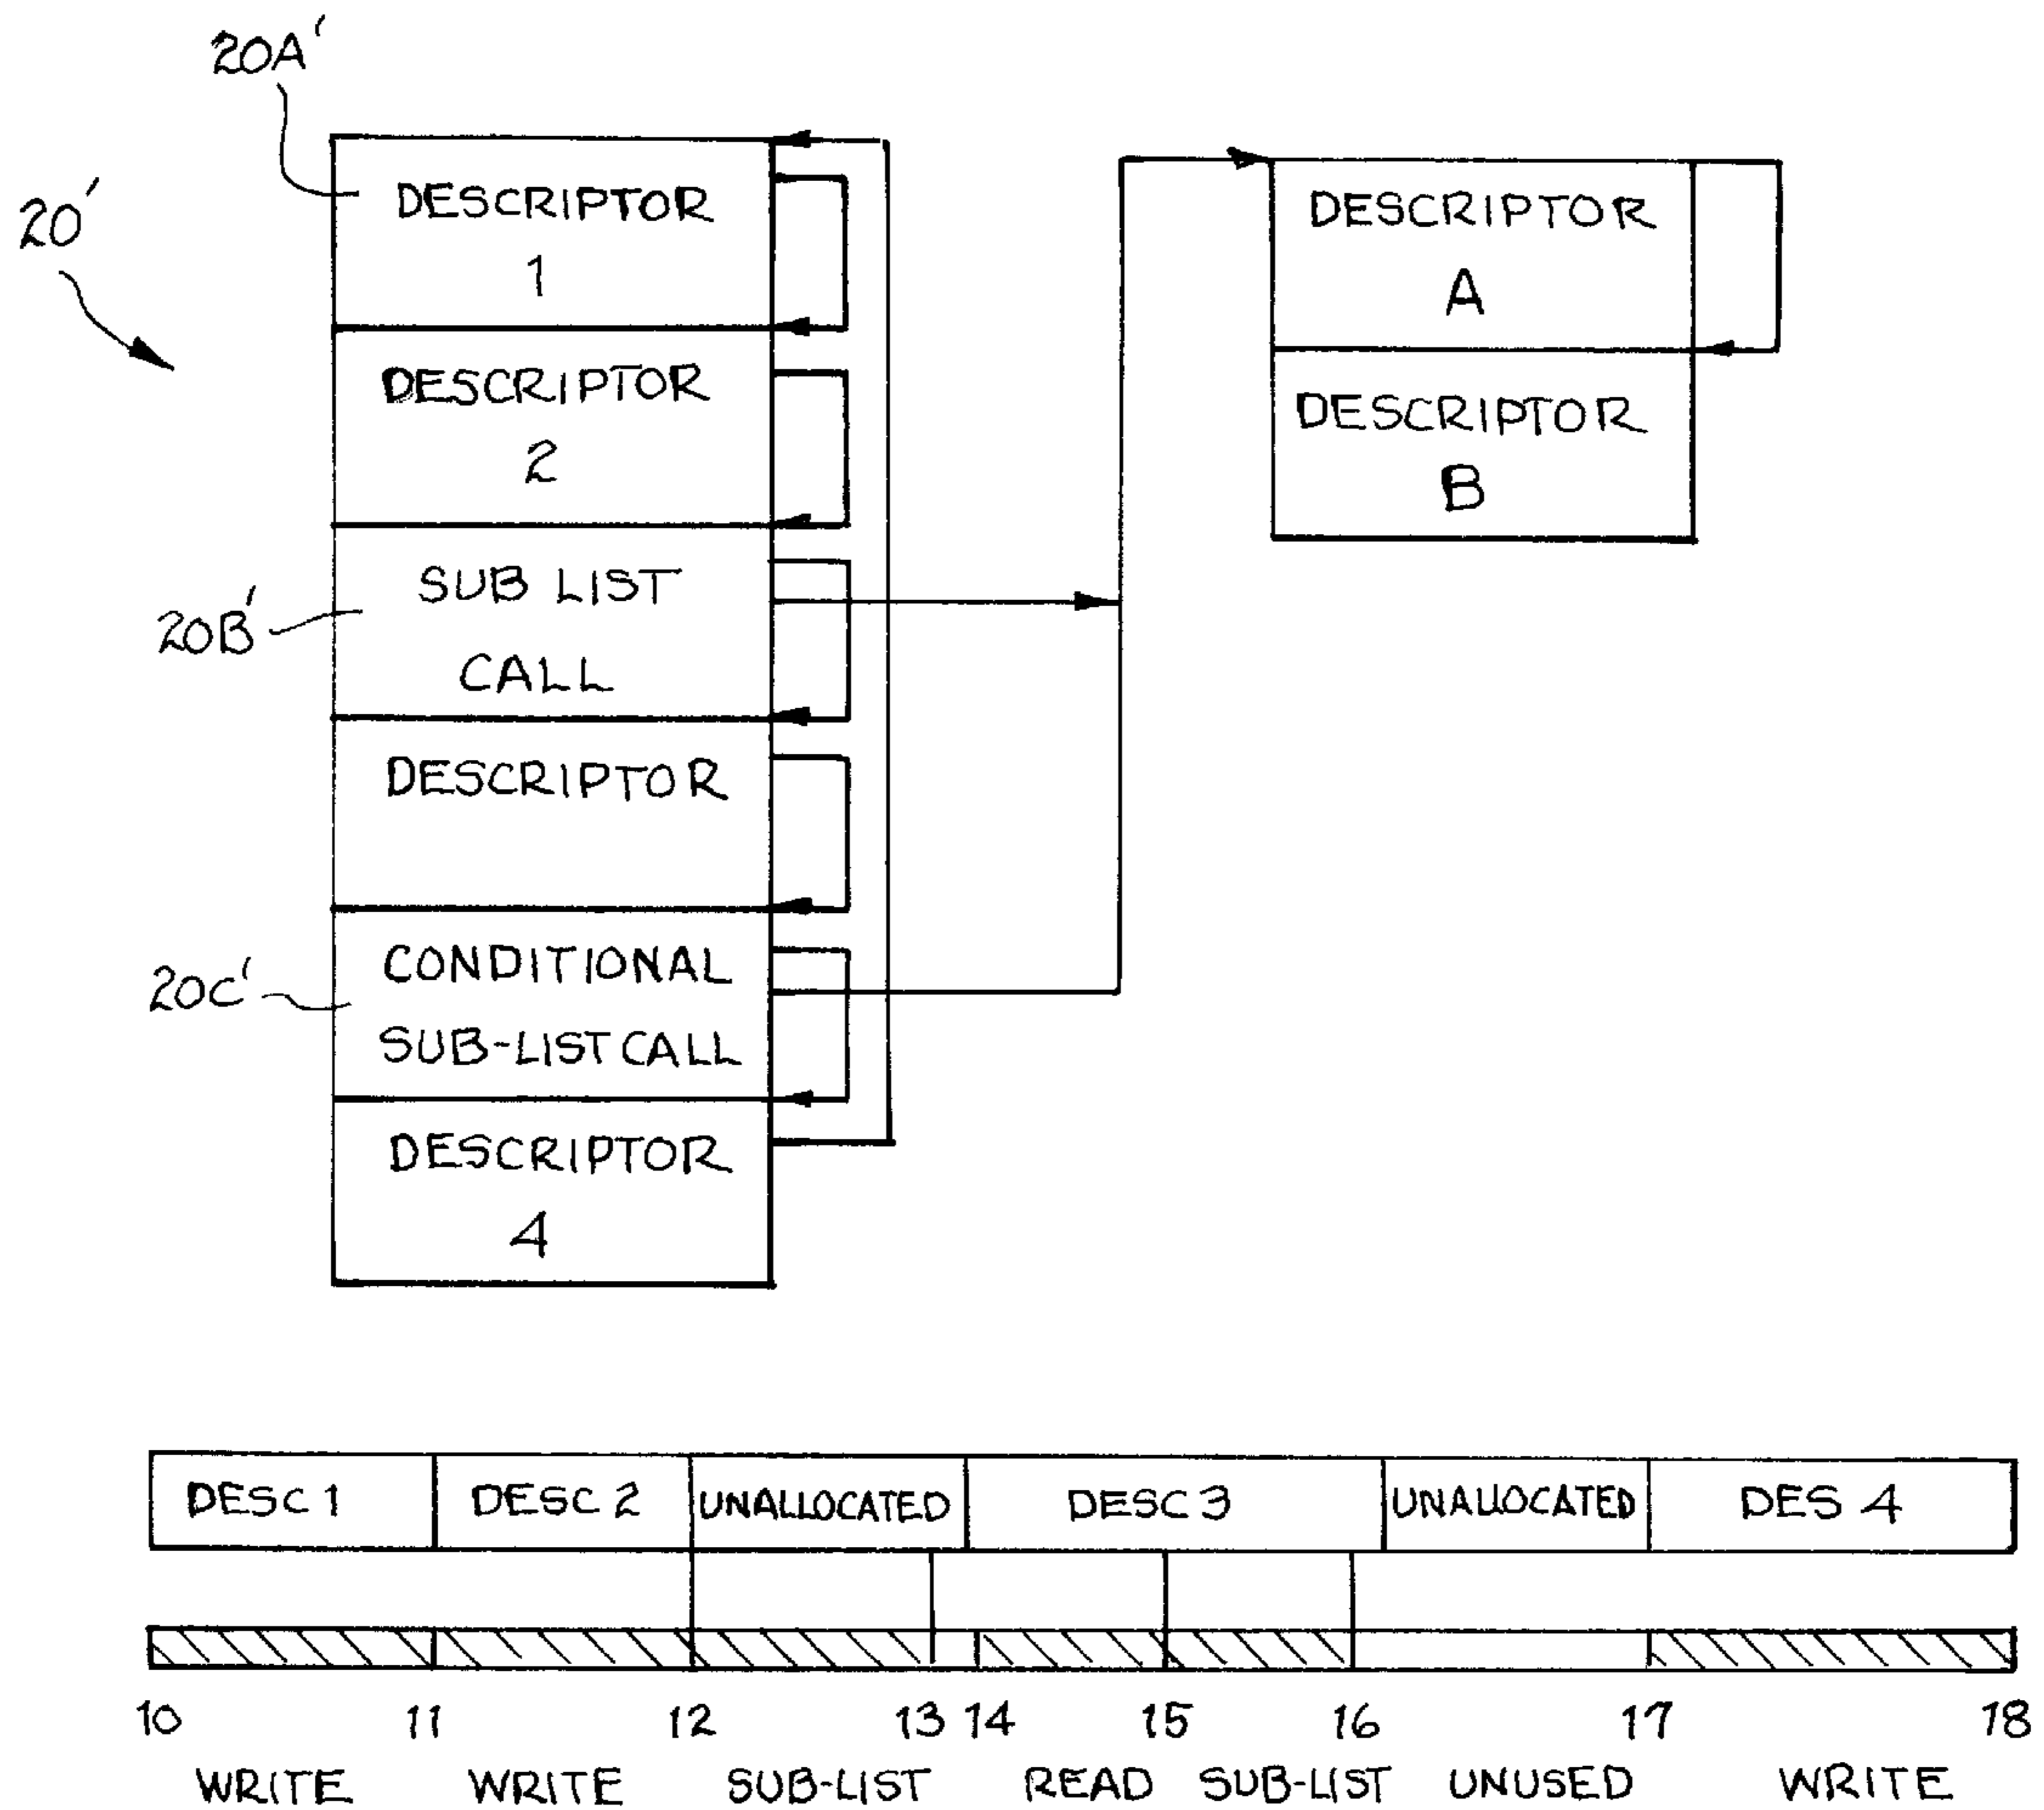 20A'
20'
DESCRIPTOR
1
DESCRIPTOR
2
20B'
SUB LIST
CALL
DESCRIPTOR
20C'
CONDITIONAL
SUB-LIST CALL
DESCRIPTOR
4
DESCRIPTOR
A
DESCRIPTOR
B
DESC 1 DESC 2 UNALLOCATED DESC 3 UNALLOCATED DES 4
10 11 12 13 14 15 16 17 18
WRITE WRITE SUB-LIST READ SUB-LIST UNUSED WRITE